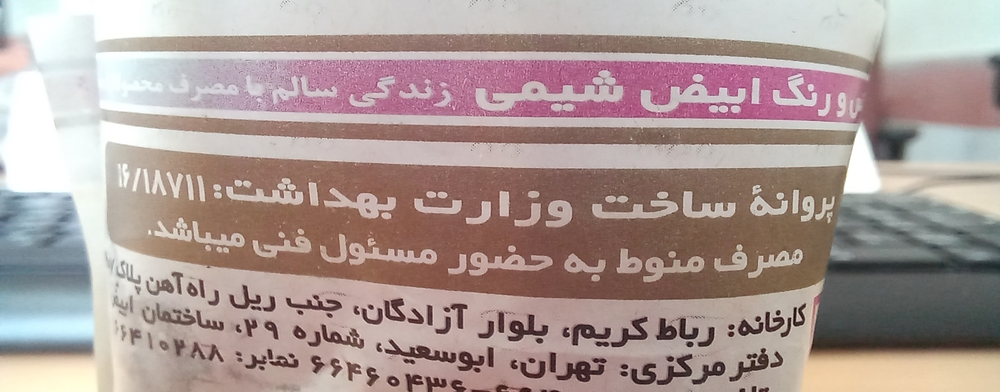 و رنگ ابیض شیمی زندگی سالم با مصرف
پروانهٔ ساخت وزارت بهداشت: ۱۶/۱۸۷۱۱
مصرف منوط به حضور مسئول فنی میباشد.
کارخانه: رباط کریم، بلوار آزادگان، جنب ریل راه آهن پلاک
دفتر مرکزی: تهران، ابوسعید، شماره ۲۹، ساختمان
۶۶۴۶۰۴۳۶ نمابر: ۶۶۴۱۰۲۸۸